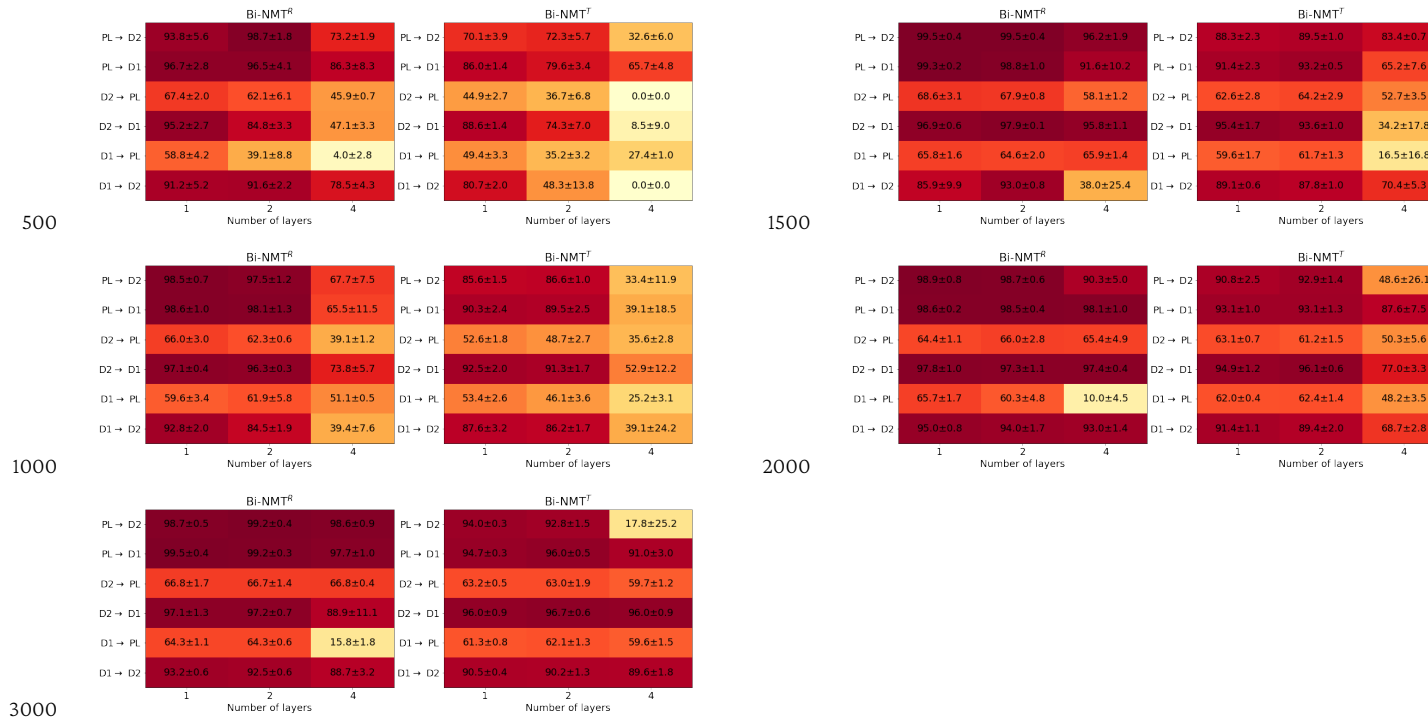 Bi-NMT^R Bi-NMT^T
PL → D2 93.8±5.6 98.7±1.8 73.2±1.9 PL → D2 70.1±3.9 72.3±5.7 32.6±6.0
PL → D1 96.7±2.8 96.5±4.1 86.3±8.3 PL → D1 86.0±1.4 79.6±3.4 65.7±4.8
D2 → PL 67.4±2.0 62.1±6.1 45.9±0.7 D2 → PL 44.9±2.7 36.7±6.8 0.0±0.0
D2 → D1 95.2±2.7 84.8±3.3 47.1±3.3 D2 → D1 88.6±1.4 74.3±7.0 8.5±9.0
D1 → PL 58.8±4.2 39.1±8.8 4.0±2.8 D1 → PL 49.4±3.3 35.2±3.2 27.4±1.0
D1 → D2 91.2±5.2 91.6±2.2 78.5±4.3 D1 → D2 80.7±2.0 48.3±13.8 0.0±0.0
1 2 4 1 2 4
Number of layers Number of layers
500
Bi-NMT^R Bi-NMT^T
PL → D2 99.5±0.4 99.5±0.4 96.2±1.9 PL → D2 88.3±2.3 89.5±1.0 83.4±0.7
PL → D1 99.3±0.2 98.8±1.0 91.6±10.2 PL → D1 91.4±2.3 93.2±0.5 65.2±7.6
D2 → PL 68.6±3.1 67.9±0.8 58.1±1.2 D2 → PL 62.6±2.8 64.2±2.9 52.7±3.5
D2 → D1 96.9±0.6 97.9±0.1 95.8±1.1 D2 → D1 95.4±1.7 93.6±1.0 34.2±17.8
D1 → PL 65.8±1.6 64.6±2.0 65.9±1.4 D1 → PL 59.6±1.7 61.7±1.3 16.5±16.8
D1 → D2 85.9±9.9 93.0±0.8 38.0±25.4 D1 → D2 89.1±0.6 87.8±1.0 70.4±5.3
1 2 4 1 2 4
Number of layers Number of layers
1500
Bi-NMT^R Bi-NMT^T
PL → D2 98.5±0.7 97.5±1.2 67.7±7.5 PL → D2 85.6±1.5 86.6±1.0 33.4±11.9
PL → D1 98.6±1.0 98.1±1.3 65.5±11.5 PL → D1 90.3±2.4 89.5±2.5 39.1±18.5
D2 → PL 66.0±3.0 62.3±0.6 39.1±1.2 D2 → PL 52.6±1.8 48.7±2.7 35.6±2.8
D2 → D1 97.1±0.4 96.3±0.3 73.8±5.7 D2 → D1 92.5±2.0 91.3±1.7 52.9±12.2
D1 → PL 59.6±3.4 61.9±5.8 51.1±0.5 D1 → PL 53.4±2.6 46.1±3.6 25.2±3.1
D1 → D2 92.8±2.0 84.5±1.9 39.4±7.6 D1 → D2 87.6±3.2 86.2±1.7 39.1±24.2
1 2 4 1 2 4
Number of layers Number of layers
1000
Bi-NMT^R Bi-NMT^T
PL → D2 98.9±0.8 98.7±0.6 90.3±5.0 PL → D2 90.8±2.5 92.9±1.4 48.6±26.1
PL → D1 98.6±0.2 98.5±0.4 98.1±1.0 PL → D1 93.1±1.0 93.1±1.3 87.6±7.5
D2 → PL 64.4±1.1 66.0±2.8 65.4±4.9 D2 → PL 63.1±0.7 61.2±1.5 50.3±5.6
D2 → D1 97.8±1.0 97.3±1.1 97.4±0.4 D2 → D1 94.9±1.2 96.1±0.6 77.0±3.3
D1 → PL 65.7±1.7 60.3±4.8 10.0±4.5 D1 → PL 62.0±0.4 62.4±1.4 48.2±3.5
D1 → D2 95.0±0.8 94.0±1.7 93.0±1.4 D1 → D2 91.4±1.1 89.4±2.0 68.7±2.8
1 2 4 1 2 4
Number of layers Number of layers
2000
Bi-NMT^R Bi-NMT^T
PL → D2 98.7±0.5 99.2±0.4 98.6±0.9 PL → D2 94.0±0.3 92.8±1.5 17.8±25.2
PL → D1 99.5±0.4 99.2±0.3 97.7±1.0 PL → D1 94.7±0.3 96.0±0.5 91.0±3.0
D2 → PL 66.8±1.7 66.7±1.4 66.8±0.4 D2 → PL 63.2±0.5 63.0±1.9 59.7±1.2
D2 → D1 97.1±1.3 97.2±0.7 88.9±11.1 D2 → D1 96.0±0.9 96.7±0.6 96.0±0.9
D1 → PL 64.3±1.1 64.3±0.6 15.8±1.8 D1 → PL 61.3±0.8 62.1±1.3 59.6±1.5
D1 → D2 93.2±0.6 92.5±0.6 88.7±3.2 D1 → D2 90.5±0.4 90.2±1.3 89.6±1.8
1 2 4 1 2 4
Number of layers Number of layers
3000